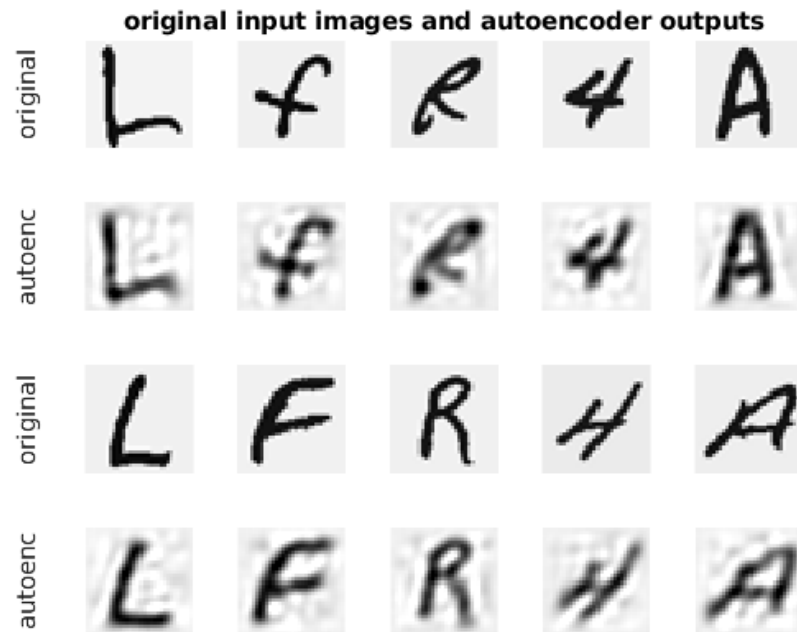 original input images and autoencoder outputs
original
L f R 4 A
autoenc
L f R 4 A
original
L F R 4 A
autoenc
L F R 4 A